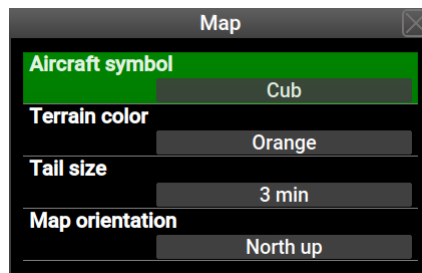 Map
Aircraft symbol
Cub
Terrain color
Orange
Tail size
3 min
Map orientation
North up